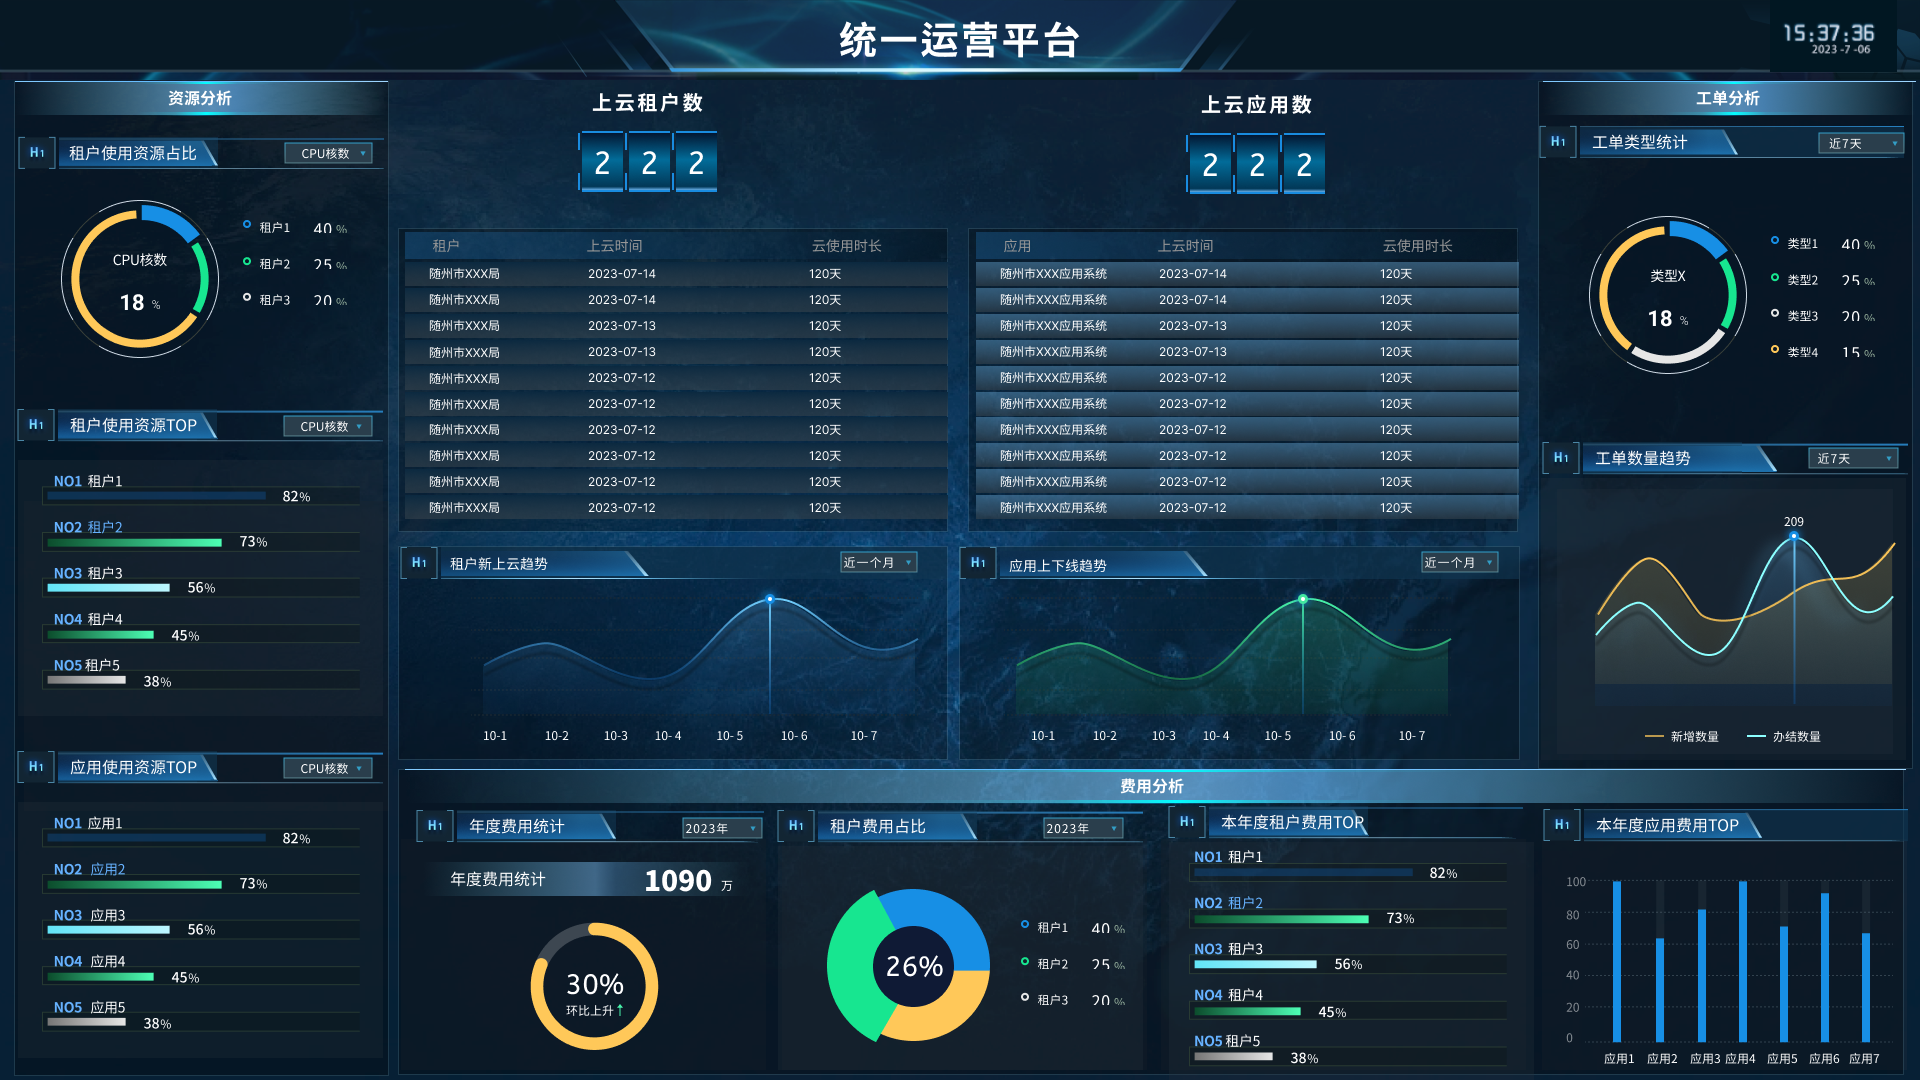 统一运营平台
15:37:36
2023 -7 -06
资源分析
H1 租户使用资源占比 CPU核数
CPU核数
18 %
租户1 40 %
租户2 25 %
租户3 20 %
H1 租户使用资源TOP CPU核数
NO1 租户1
82%
NO2 租户2
73%
NO3 租户3
56%
NO4 租户4
45%
NO5 租户5
38%
H1 应用使用资源TOP CPU核数
NO1 应用1
82%
NO2 应用2
73%
NO3 应用3
56%
NO4 应用4
45%
NO5 应用5
38%
上云租户数
2 2 2
上云应用数
2 2 2
租户 上云时间 云使用时长
随州市XXX局 2023-07-14 120天
随州市XXX局 2023-07-14 120天
随州市XXX局 2023-07-13 120天
随州市XXX局 2023-07-13 120天
随州市XXX局 2023-07-12 120天
随州市XXX局 2023-07-12 120天
随州市XXX局 2023-07-12 120天
随州市XXX局 2023-07-12 120天
随州市XXX局 2023-07-12 120天
随州市XXX局 2023-07-12 120天
应用 上云时间 云使用时长
随州市XXX应用系统 2023-07-14 120天
随州市XXX应用系统 2023-07-14 120天
随州市XXX应用系统 2023-07-13 120天
随州市XXX应用系统 2023-07-13 120天
随州市XXX应用系统 2023-07-12 120天
随州市XXX应用系统 2023-07-12 120天
随州市XXX应用系统 2023-07-12 120天
随州市XXX应用系统 2023-07-12 120天
随州市XXX应用系统 2023-07-12 120天
随州市XXX应用系统 2023-07-12 120天
H1 租户新上云趋势 近一个月
10-1 10-2 10-3 10- 4 10- 5 10- 6 10- 7
H1 应用上下线趋势 近一个月
10-1 10-2 10-3 10- 4 10- 5 10- 6 10- 7
工单分析
H1 工单类型统计 近7天
类型X
18 %
类型1 40 %
类型2 25 %
类型3 20 %
类型4 15 %
H1 工单数量趋势 近7天
209
新增数量 办结数量
费用分析
H1 年度费用统计 2023年
年度费用统计 1090 万
30%
环比上升↑
H1 租户费用占比 2023年
26%
租户1 40 %
租户2 25 %
租户3 20 %
H1 本年度租户费用TOP
NO1 租户1
82%
NO2 租户2
73%
NO3 租户3
56%
NO4 租户4
45%
NO5 租户5
38%
H1 本年度应用费用TOP
100
80
60
40
20
0
应用1 应用2 应用3 应用4 应用5 应用6 应用7